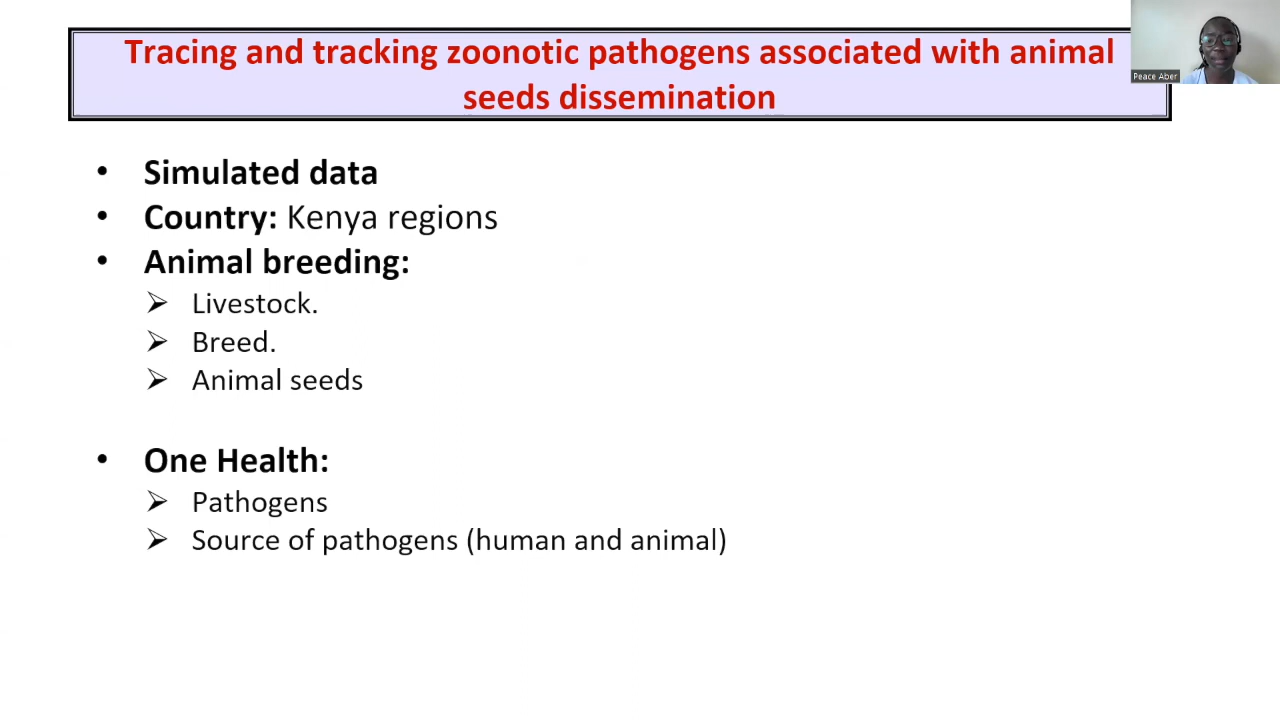 Tracing and tracking zoonotic pathogens associated with animal
seeds dissemination
Peace Aber
• Simulated data
• Country: Kenya regions
• Animal breeding:
➢ Livestock.
➢ Breed.
➢ Animal seeds
• One Health:
➢ Pathogens
➢ Source of pathogens (human and animal)